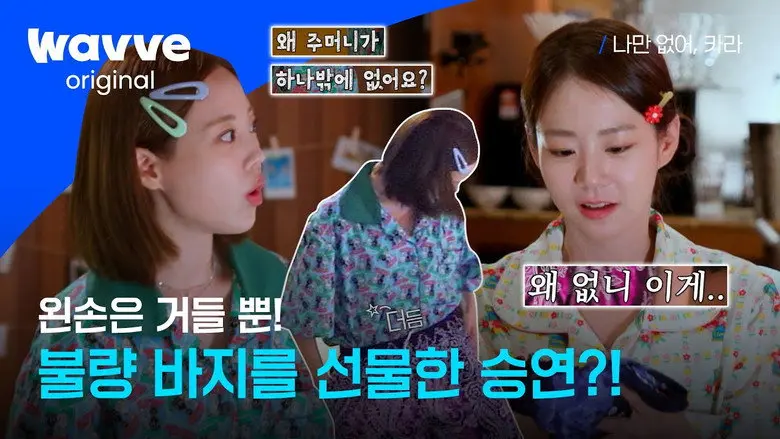 wavve
original
왜 주머니가
하나밖에 없어요?
/ 나만 없어, 키라
왜 없니 이게..
더듬
왼손은 거들 뿐!
불량 바지를 선물한 승연?!